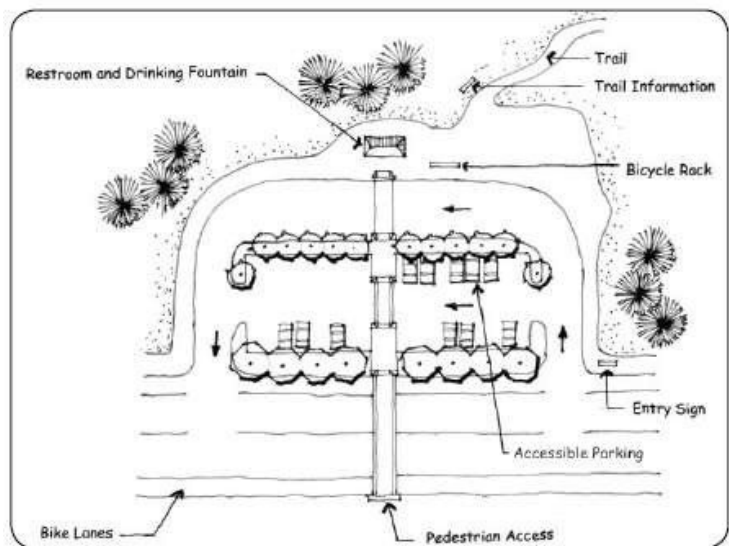 Trail
Restroom and Drinking Fountain
Trail Information
Bicycle Rack
Entry Sign
Accessible Parking
Bike Lanes
Pedestrian Access